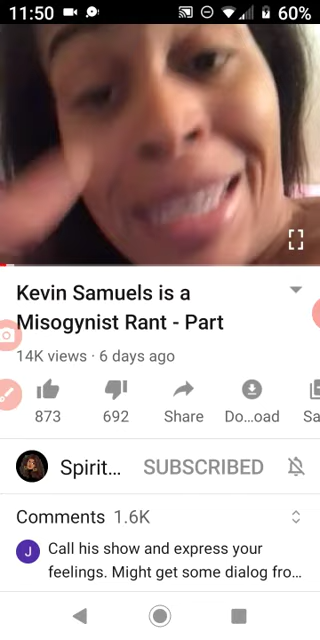 11:50
60%
Kevin Samuels is a
Misogynist Rant - Part
14K views · 6 days ago
873
692
Share
Do...oad
Sa
Spirit...
SUBSCRIBED
Comments 1.6K
J
Call his show and express your
feelings. Might get some dialog fro...